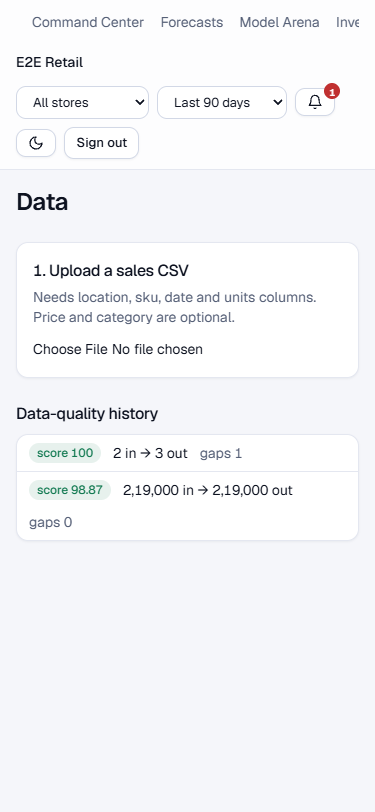 Command Center Forecasts Model Arena Inve
E2E Retail
All stores Last 90 days 1
Sign out
Data
1. Upload a sales CSV
Needs location, sku, date and units columns.
Price and category are optional.
Choose File No file chosen
Data-quality history
score 100 2 in → 3 out gaps 1
score 98.87 2,19,000 in → 2,19,000 out
gaps 0